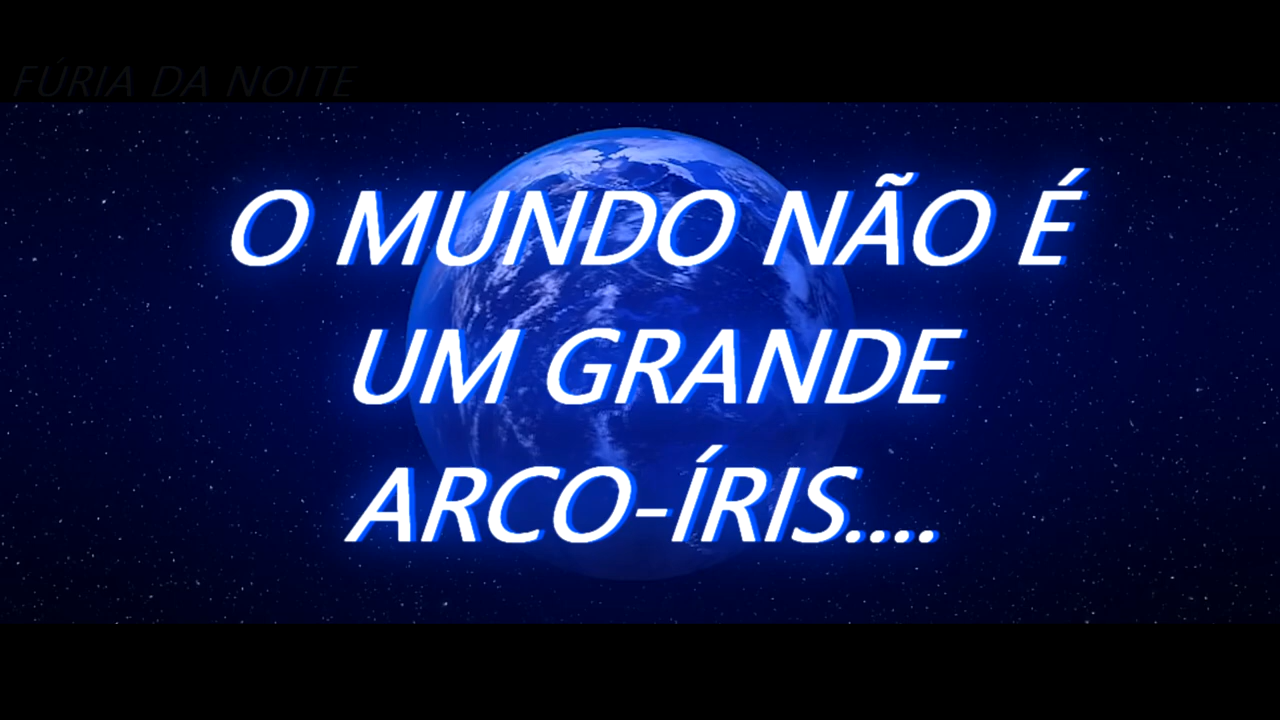 FÚRIA DA NOITE
O MUNDO NÃO É
UM GRANDE
ARCO-ÍRIS....